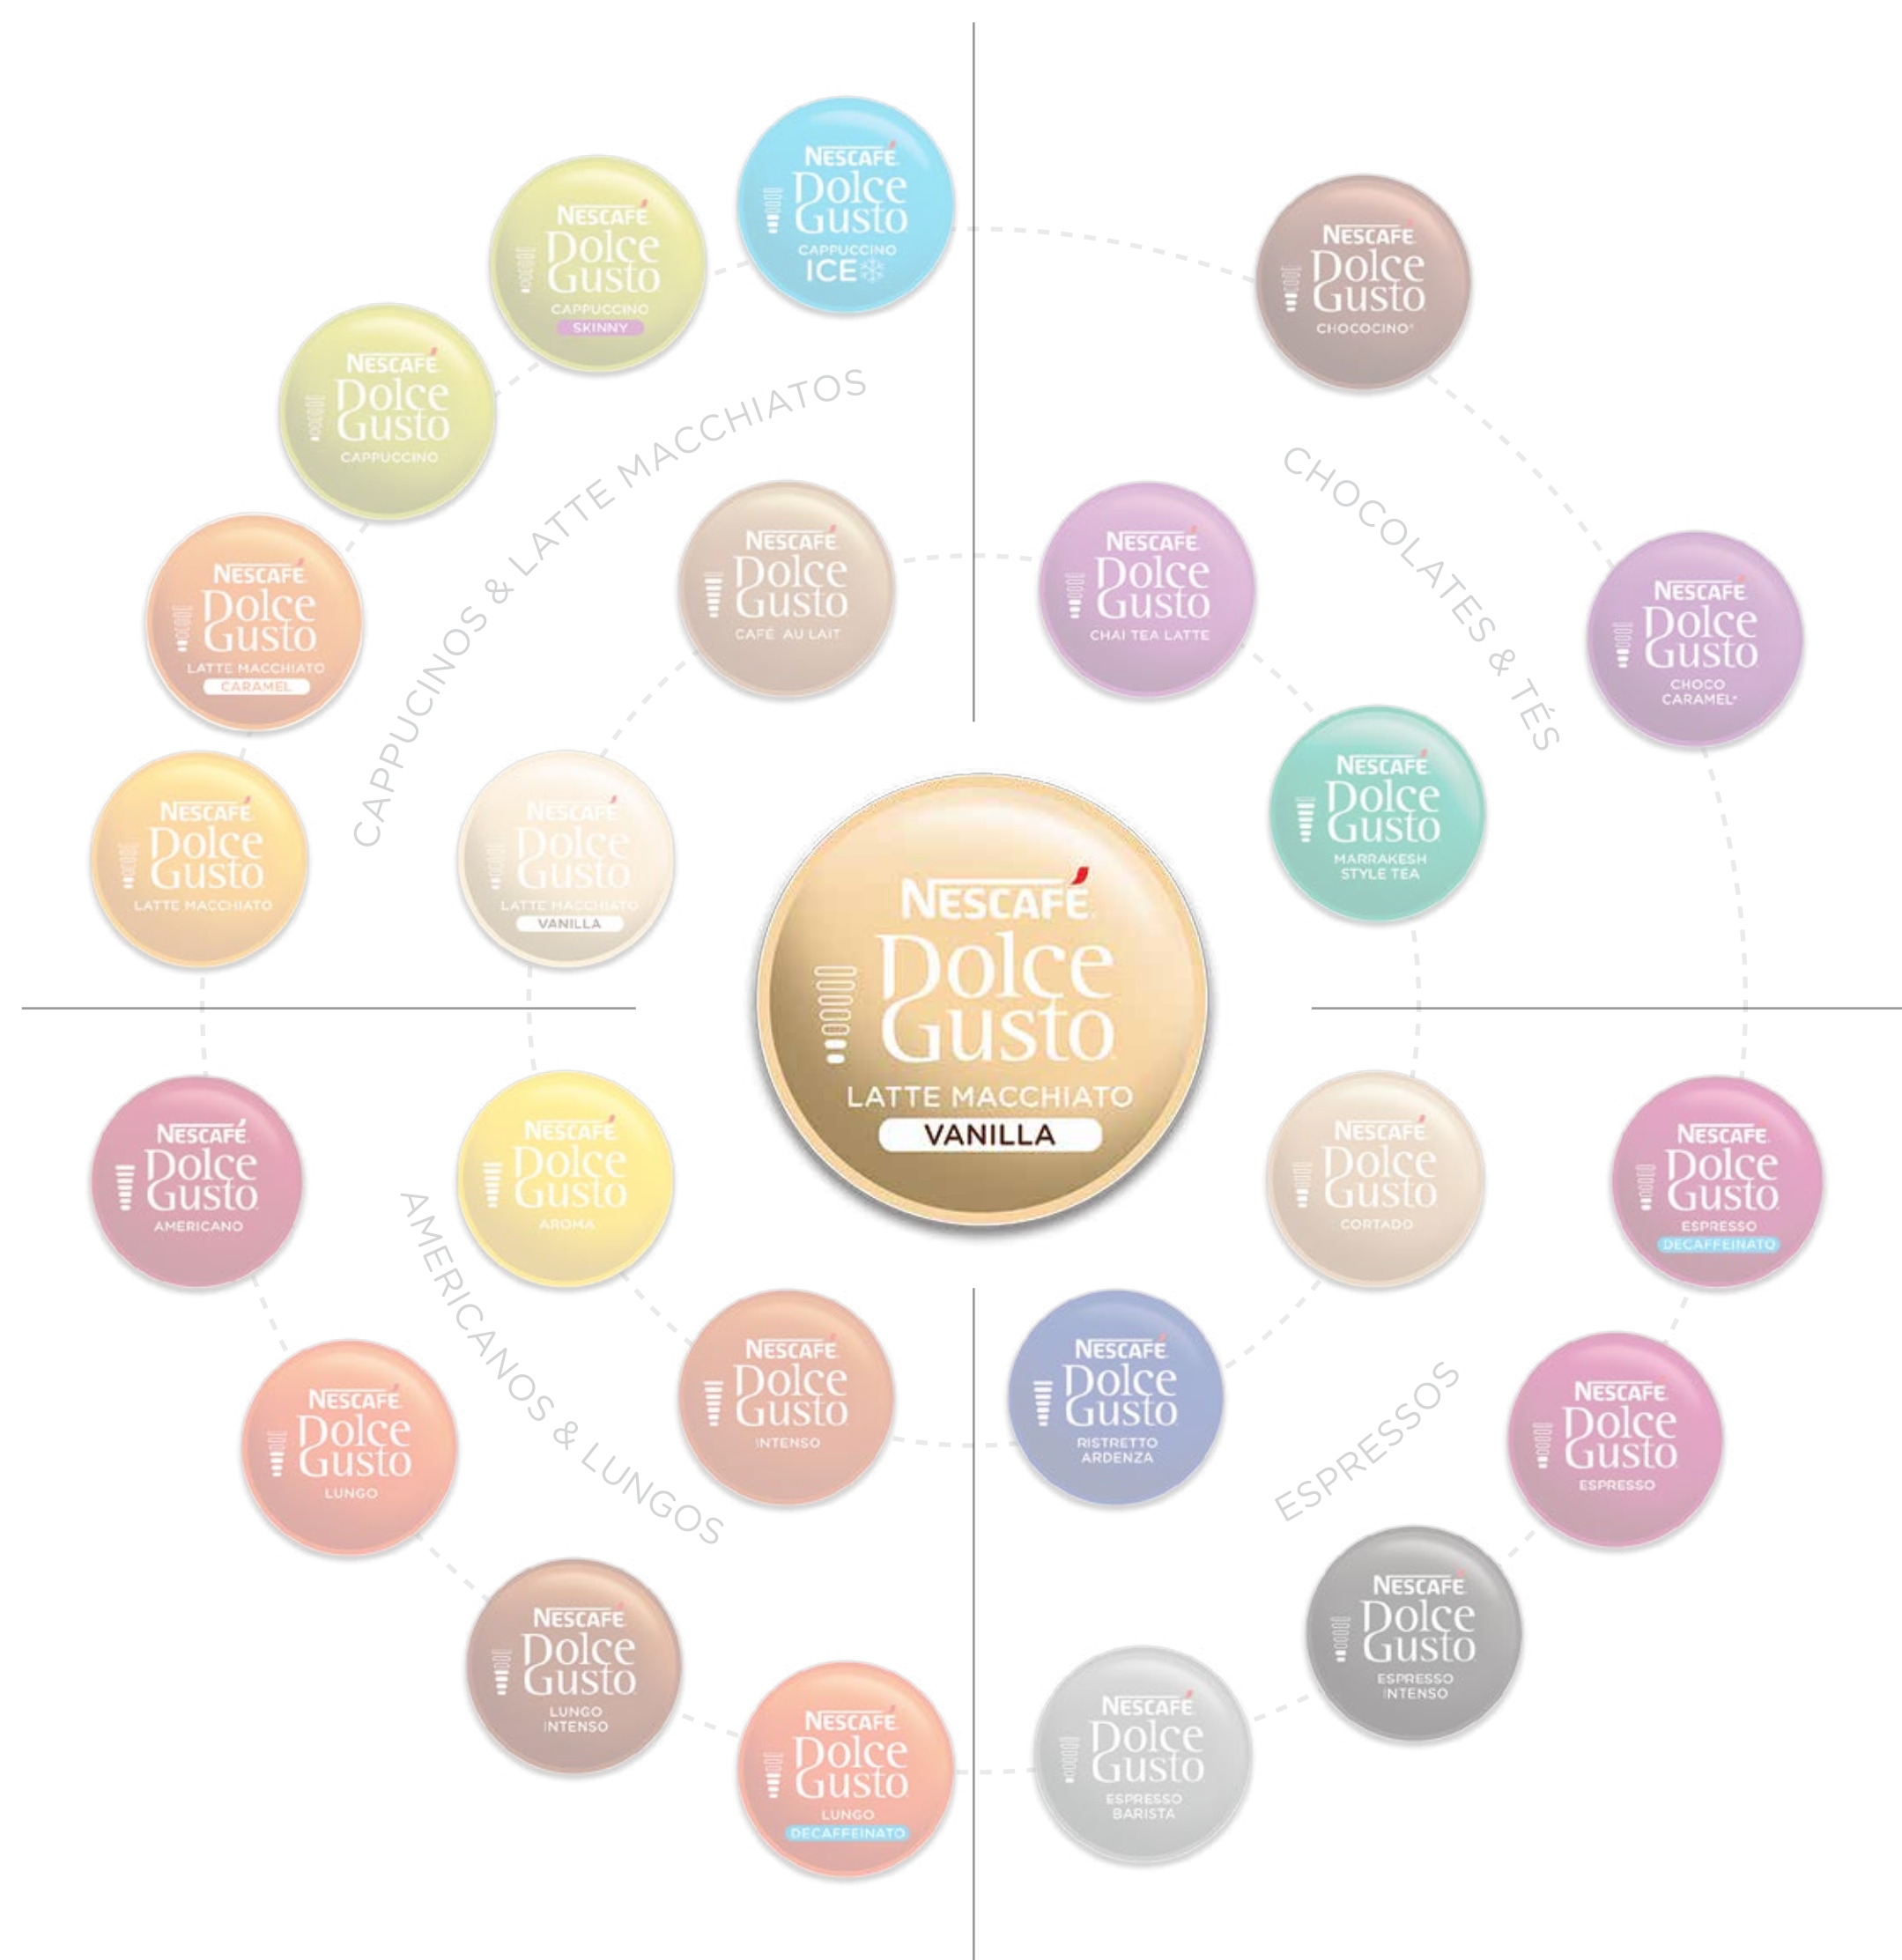 NESCAFÉ
Dolce
Gusto
CAPPUCCINO
ICE
NESCAFÉ
Dolce
Gusto
CAPPUCCINO
SKINNY
NESCAFÉ
Dolce
Gusto
CAPPUCCINO
NESCAFÉ
Dolce
Gusto
LATTE MACCHIATO
CARAMEL
NESCAFÉ
Dolce
Gusto
LATTE MACCHIATO
CAPPUCINOS & LATTE MACCHIATOS
NESCAFÉ
Dolce
Gusto
CAFÉ AU LAIT
NESCAFÉ
Dolce
Gusto
LATTE MACCHIATO
VANILLA
NESCAFÉ
Dolce
Gusto
CHOCOCINO*
NESCAFÉ
Dolce
Gusto
CHOCO
CARAMEL*
CHOCOLATES & TÉS
NESCAFÉ
Dolce
Gusto
CHAI TEA LATTE
NESCAFÉ
Dolce
Gusto
MARRAKESH
STYLE TEA
NESCAFÉ
Dolce
Gusto
LATTE MACCHIATO
VANILLA
NESCAFÉ
Dolce
Gusto
AMERICANO
NESCAFÉ
Dolce
Gusto
AROMA
AMERICANOS & LUNGOS
NESCAFÉ
Dolce
Gusto
INTENSO
NESCAFÉ
Dolce
Gusto
LUNGO
NESCAFÉ
Dolce
Gusto
LUNGO
INTENSO
NESCAFÉ
Dolce
Gusto
LUNGO
DECAFFEINATO
NESCAFÉ
Dolce
Gusto
CORTADO
NESCAFÉ
Dolce
Gusto
ESPRESSO
DECAFFEINATO
NESCAFÉ
Dolce
Gusto
RISTRETTO
ARDENZA
ESPRESSOS
NESCAFÉ
Dolce
Gusto
ESPRESSO
NESCAFÉ
Dolce
Gusto
ESPRESSO
INTENSO
NESCAFÉ
Dolce
Gusto
ESPRESSO
BARISTA